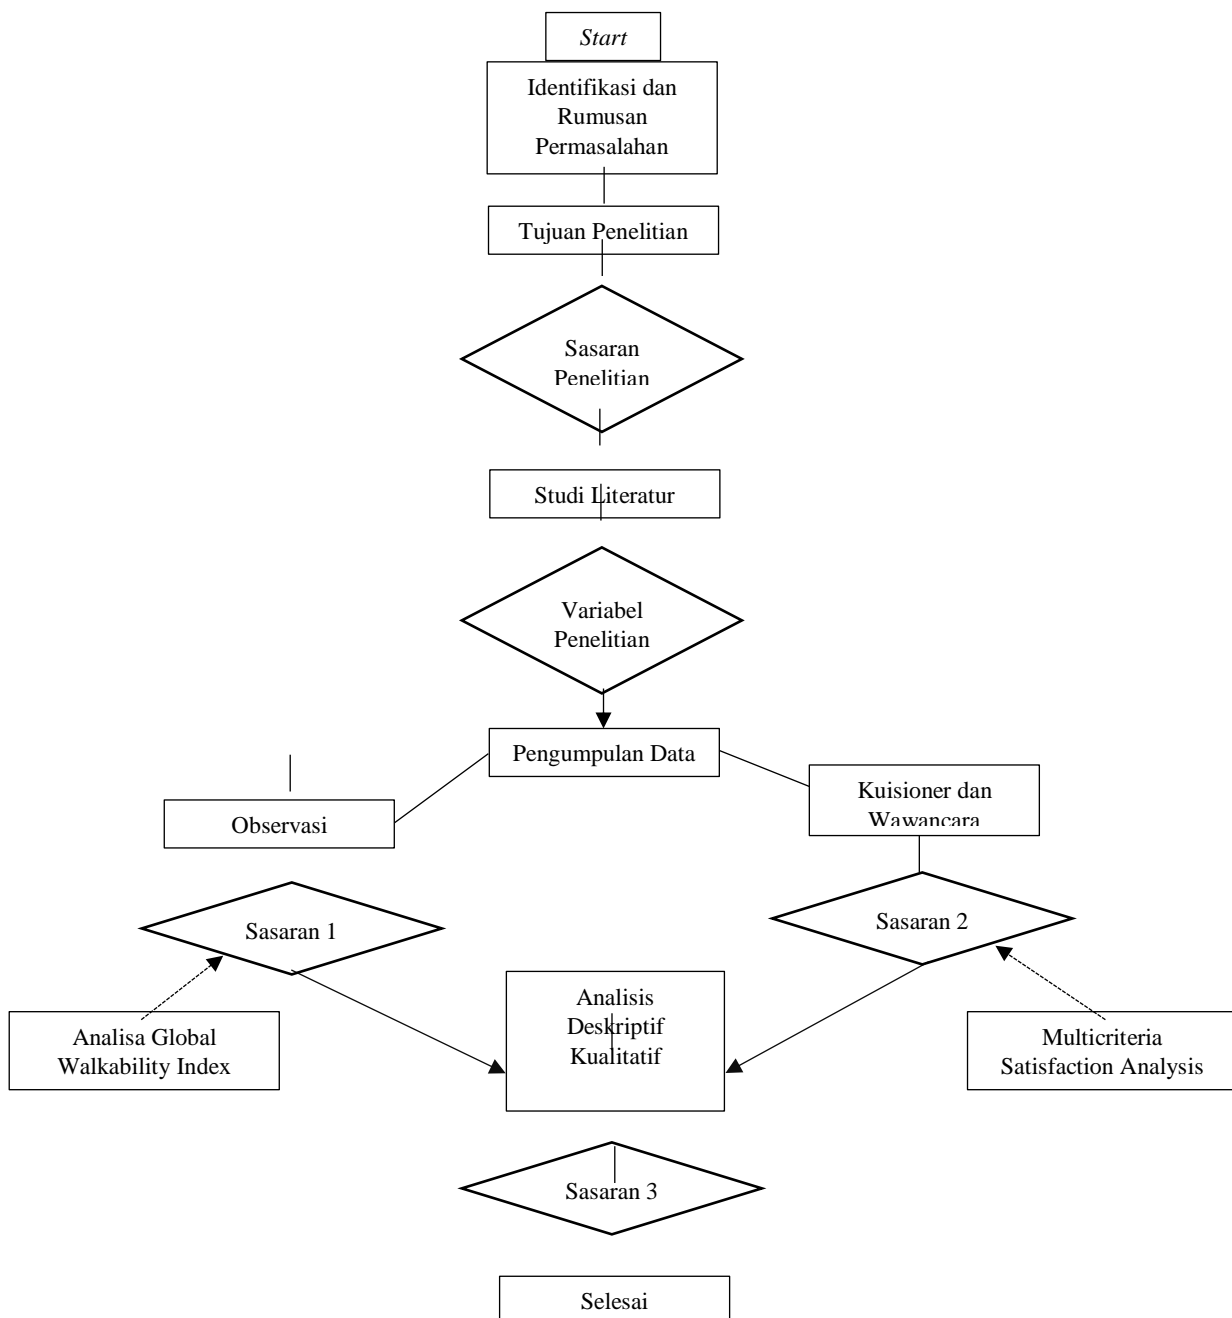 Start
Identifikasi dan
Rumusan
Permasalahan
Tujuan Penelitian
Sasaran
Penelitian
Studi Literatur
Variabel
Penelitian
Pengumpulan Data
Observasi
Kuisioner dan
Wawancara
Sasaran 1
Sasaran 2
Analisa Global
Walkability Index
Analisis
Deskriptif
Kualitatif
Multicriteria
Satisfaction Analysis
Sasaran 3
Selesai